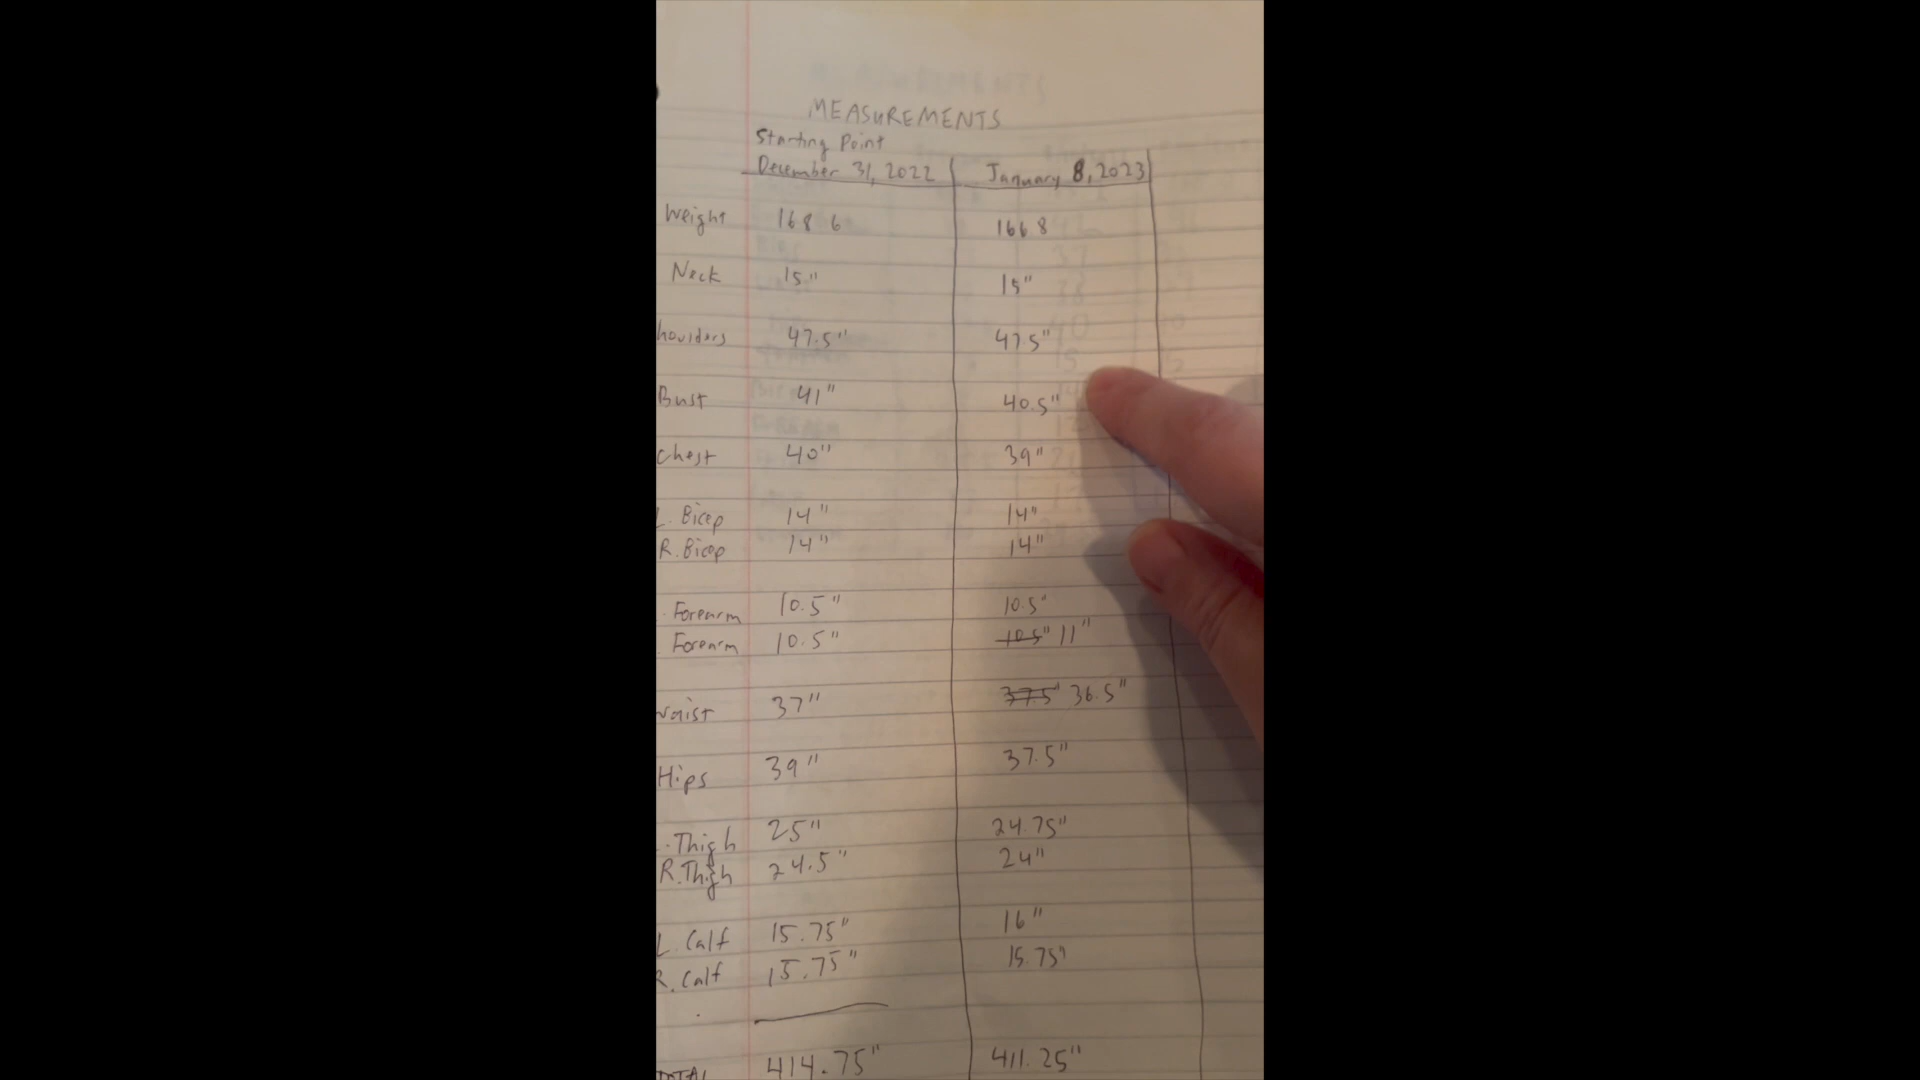 MEASUREMENTS
Starting Point
December 31, 2022 January 8, 2023
Weight 168 6 166 8
Neck 15" 15"
houlders 47.5" 47.5"
Bust 41" 40.5"
Chest 40" 39"
L. Bicep 14" 14"
R. Bicep 14" 14"
. Forearm 10.5" 10.5"
. Forearm 10.5" 10.5" 11"
waist 37" 37.5" 36.5"
Hips 39" 37.5"
. Thigh 25" 24.75"
R. Thigh 24.5" 24"
L. Calf 15.75" 16"
R. Calf 15.75" 15.75"
TOTAL 414.75" 411.25"